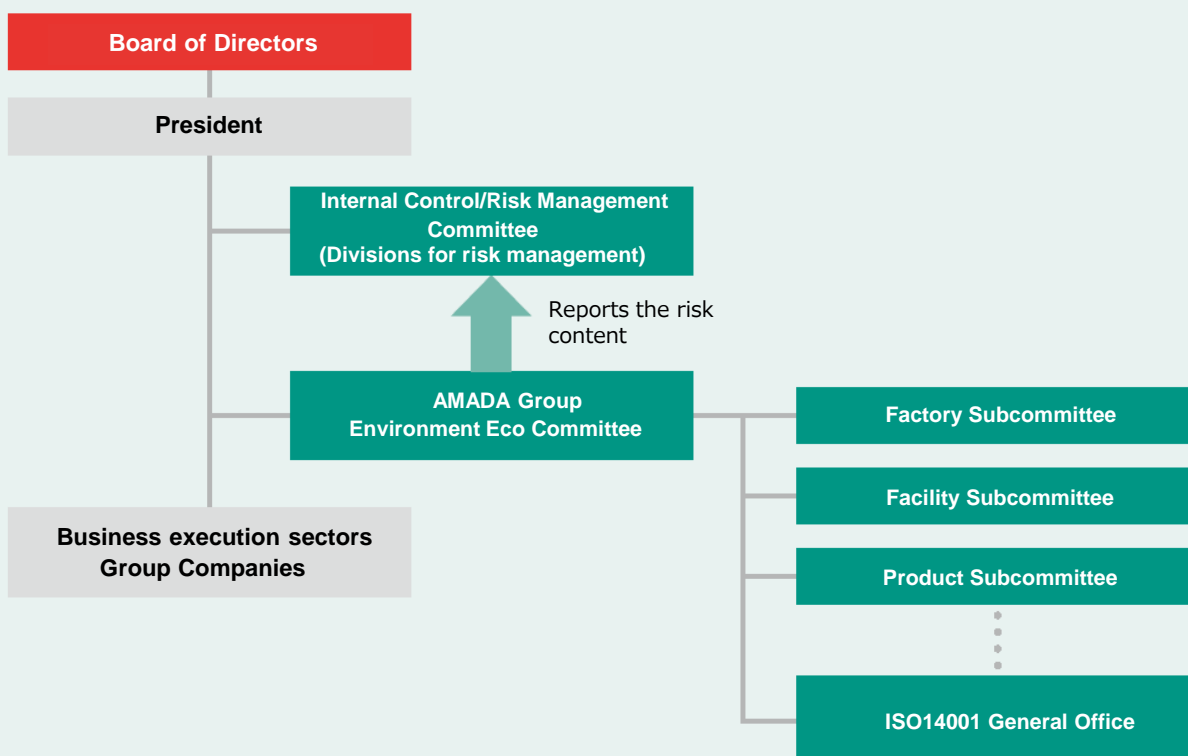 Board of Directors
President
Internal Control/Risk Management
Committee
(Divisions for risk management)
Reports the risk
content
AMADA Group
Environment Eco Committee
Factory Subcommittee
Facility Subcommittee
Business execution sectors
Group Companies
Product Subcommittee
ISO14001 General Office